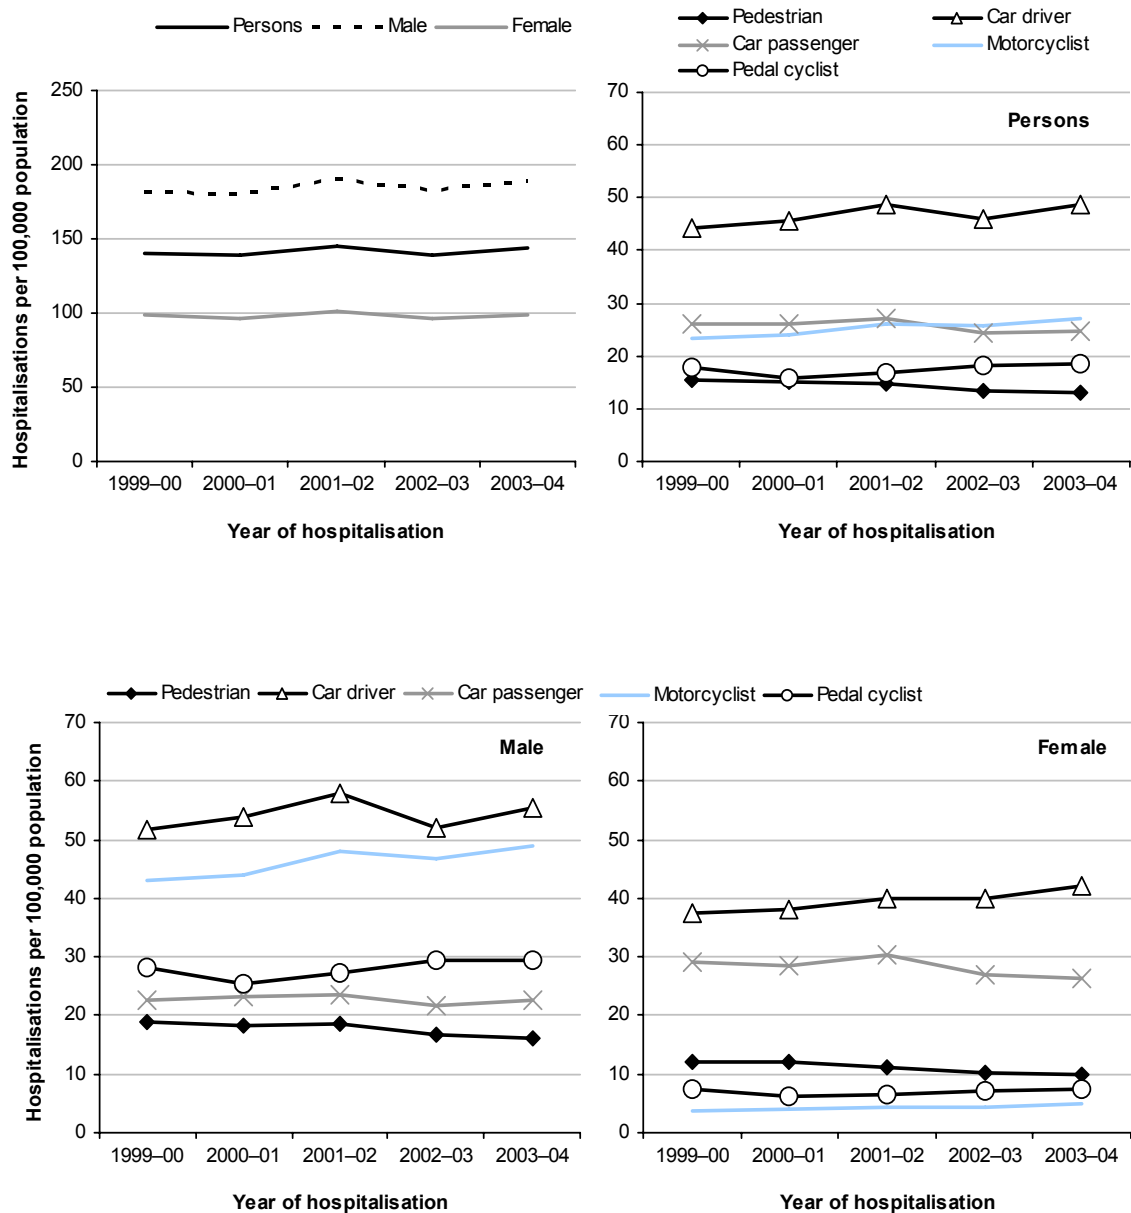 Persons Male Female
Hospitalisations per 100,000 population
250
200
150
100
50
0
1999–00 2000–01 2001–02 2002–03 2003–04
Year of hospitalisation
Pedestrian Car driver
Car passenger Motorcyclist
Pedal cyclist
Persons
70
60
50
40
30
20
10
0
1999–00 2000–01 2001–02 2002–03 2003–04
Year of hospitalisation
Pedestrian Car driver Car passenger Motorcyclist Pedal cyclist
Hospitalisations per 100,000 population
Male
70
60
50
40
30
20
10
0
1999–00 2000–01 2001–02 2002–03 2003–04
Year of hospitalisation
Female
70
60
50
40
30
20
10
0
1999–00 2000–01 2001–02 2002–03 2003–04
Year of hospitalisation